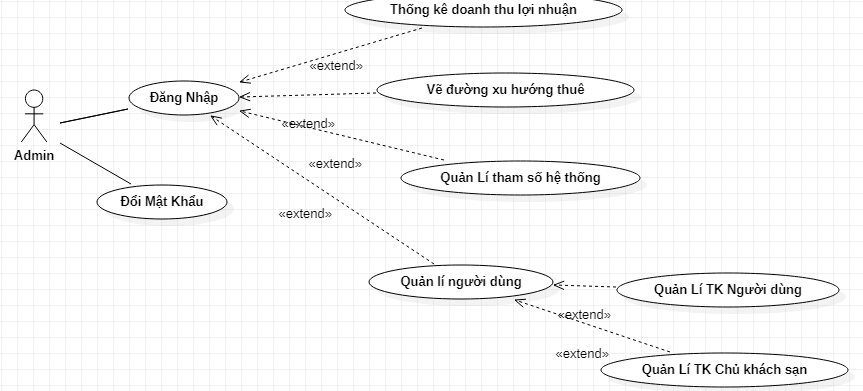 Thống kê doanh thu lợi nhuận
«extend»
Vẽ đường xu hướng thuê
Đăng Nhập
«extend»
Admin
«extend»
Quản Lí tham số hệ thống
Đổi Mật Khẩu
«extend»
Quản lí người dùng
Quản Lí TK Người dùng
«extend»
«extend»
Quản Lí TK Chủ khách sạn